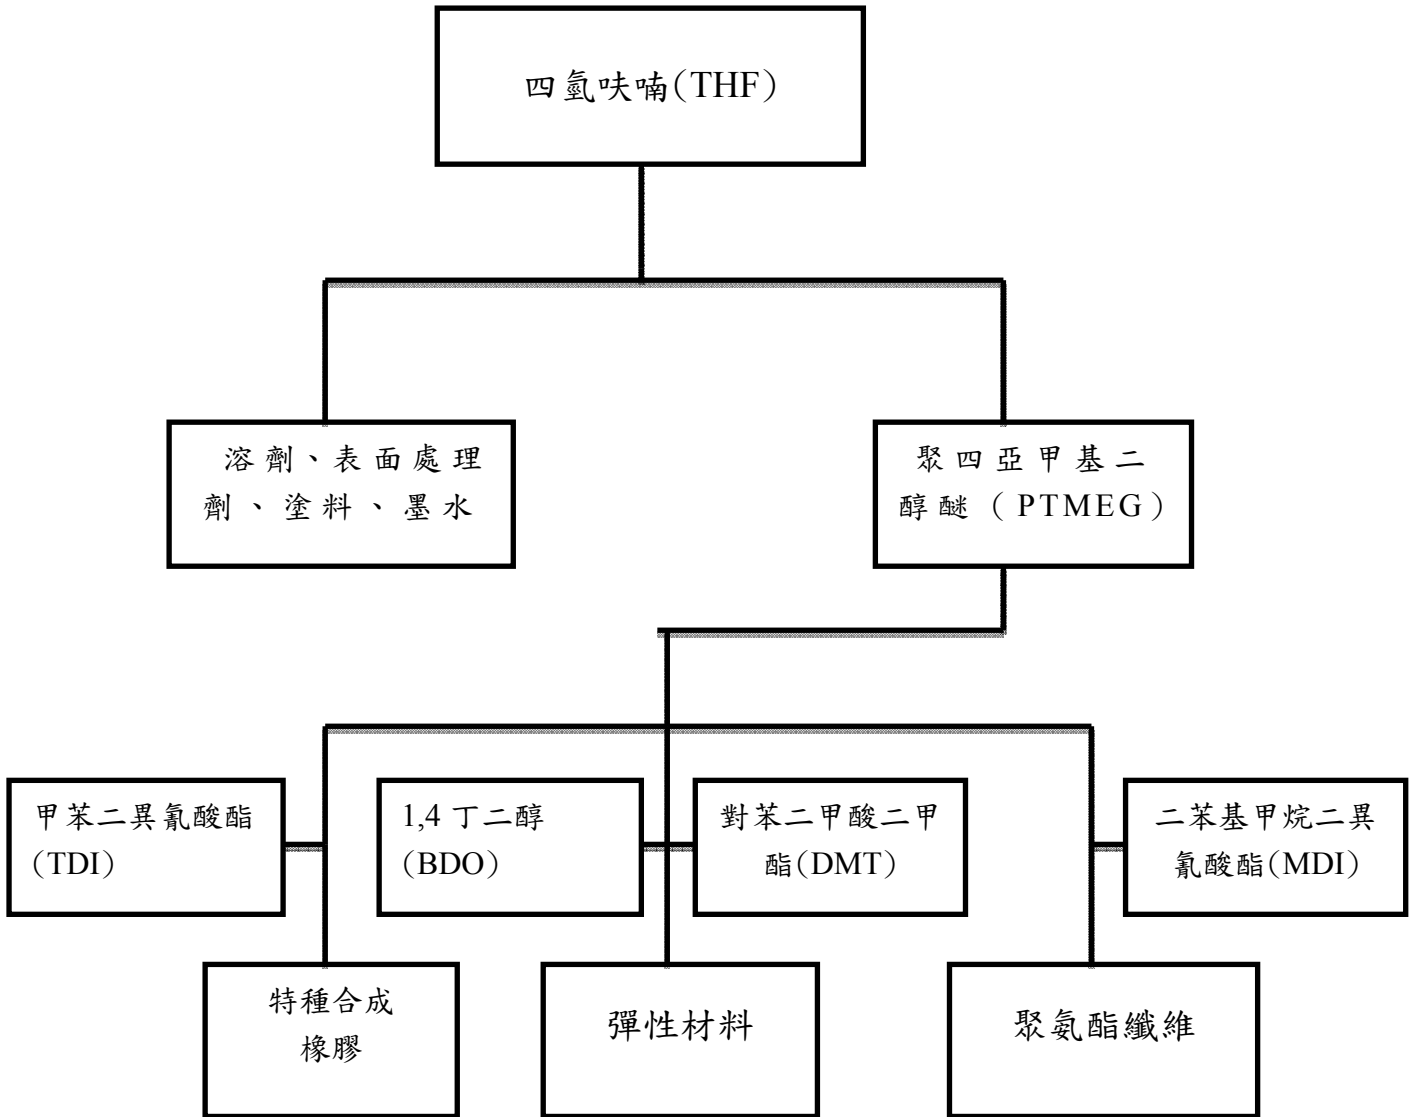 四氫呋喃(THF)
溶劑、表面處理
劑、塗料、墨水
聚四亞甲基二
醇醚(PTMEG)
甲苯二異氰酸酯
(TDI)
1,4 丁二醇
(BDO)
對苯二甲酸二甲
酯(DMT)
二苯基甲烷二異
氰酸酯(MDI)
特種合成
橡膠
彈性材料
聚氨酯纖維